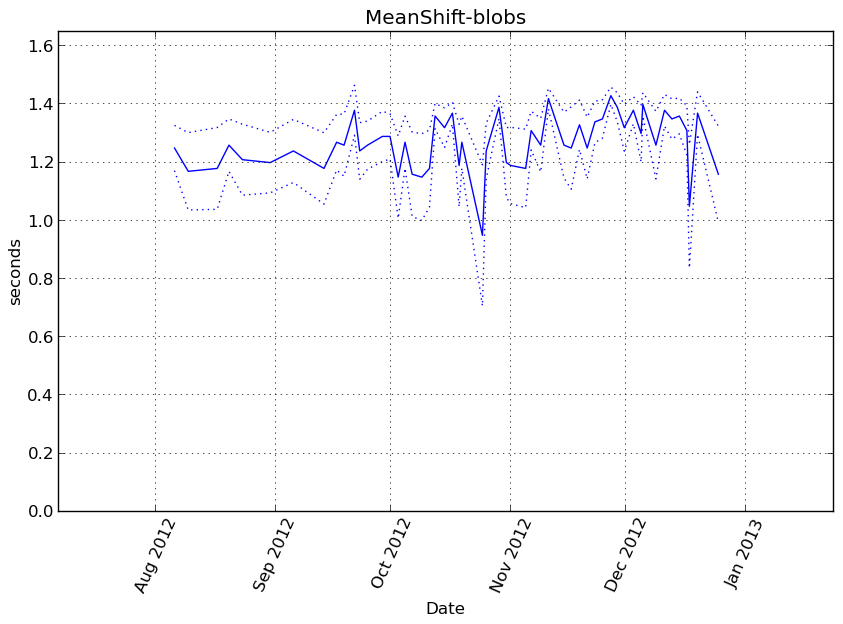 MeanShift-blobs
1.6
1.4
1.2
1.0
0.8
0.6
0.4
0.2
0.0
seconds
Aug 2012
Sep 2012
Oct 2012
Nov 2012
Dec 2012
Jan 2013
Date